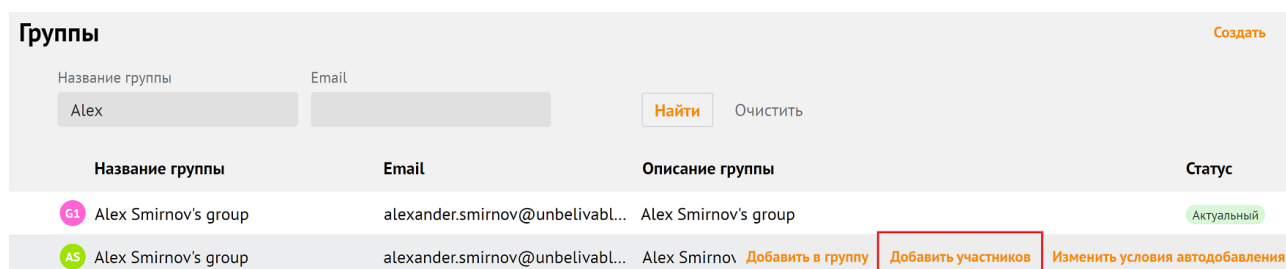 Группы
Создать
Название группы Email
Alex
Найти Очистить
Название группы Email Описание группы Статус
G1 Alex Smirnov's group alexander.smirnov@unbelivabl... Alex Smirnov's group Актуальный
AS Alex Smirnov's group alexander.smirnov@unbelivabl... Alex Smirnov Добавить в группу Добавить участников Изменить условия автодобавления